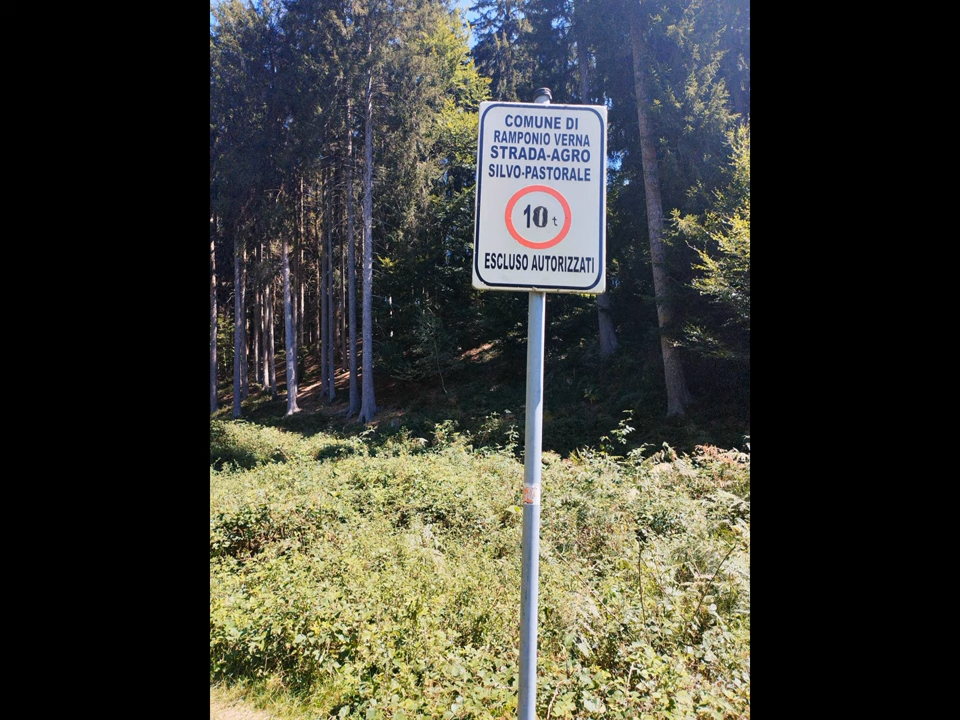 COMUNE DI
RAMPONIO VERNA
STRADA-AGRO
SILVO-PASTORALE
10 t
ESCLUSO AUTORIZZATI